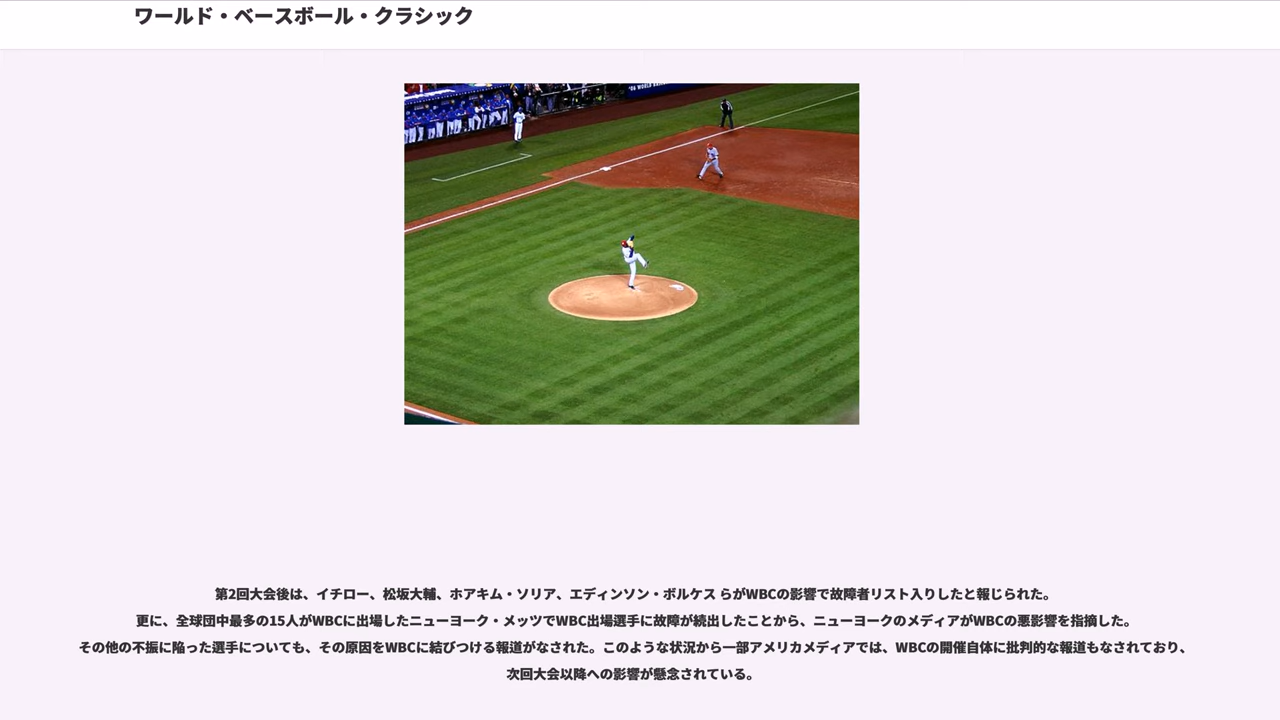 ワールド・ベースボール・クラシック
第2回大会後は、イチロー、松坂大輔、ホアキム・ソリア、エディンソン・ボルケス らがWBCの影響で故障者リスト入りしたと報じられた。
更に、全球団中最多の15人がWBCに出場したニューヨーク・メッツでWBC出場選手に故障が続出したことから、ニューヨークのメディアがWBCの悪影響を指摘した。
その他の不振に陥った選手についても、その原因をWBCに結びつける報道がなされた。このような状況から一部アメリカメディアでは、WBCの開催自体に批判的な報道もなされており、
次回大会以降への影響が懸念されている。